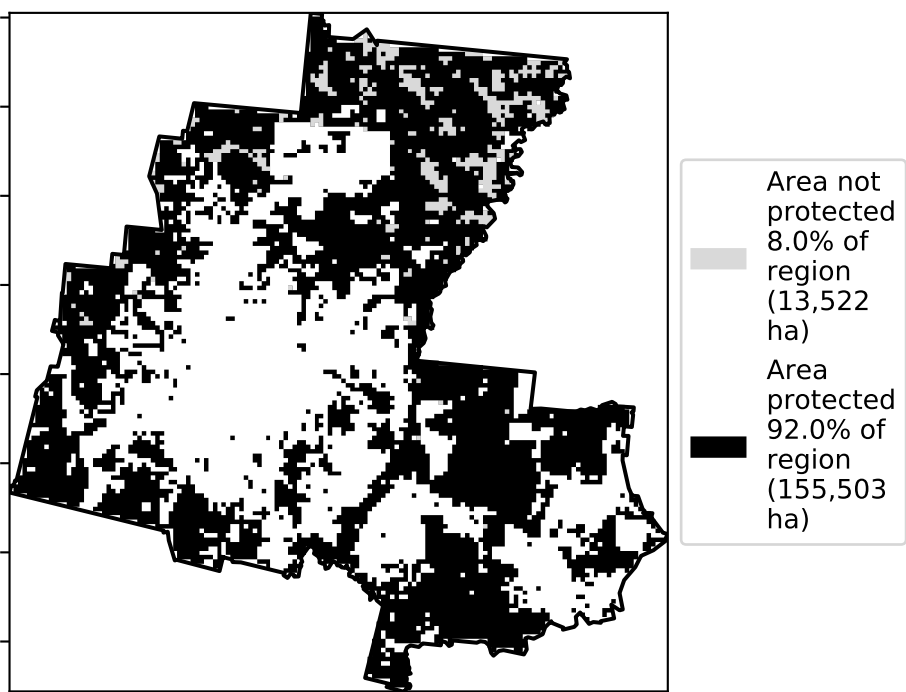 Area not
protected
8.0% of
region
(13,522
ha)
Area
protected
92.0% of
region
(155,503
ha)